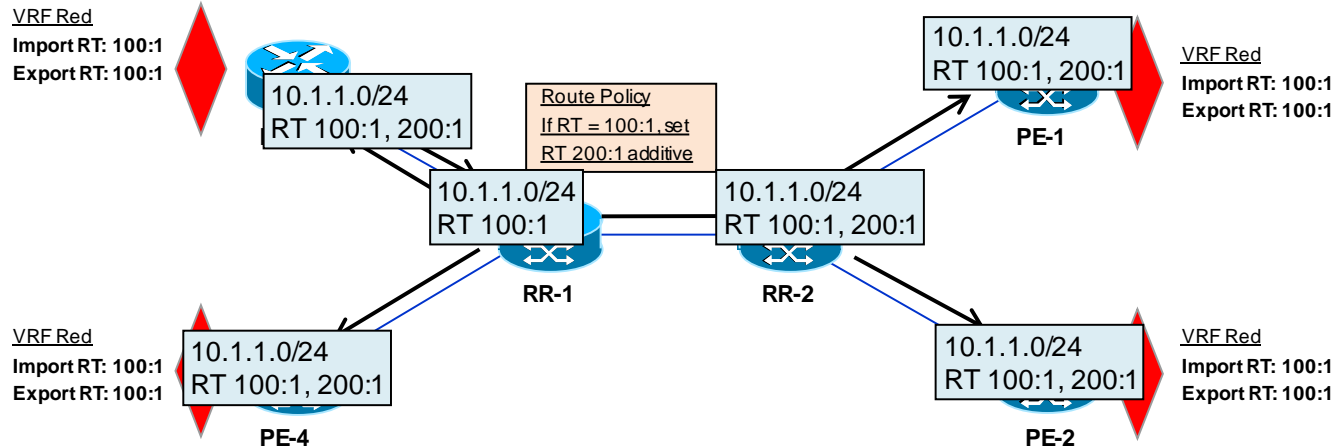 VRF Red
Import RT: 100:1
Export RT: 100:1
10.1.1.0/24
RT 100:1, 200:1
Route Policy
If RT = 100:1, set
RT 200:1 additive
10.1.1.0/24
RT 100:1, 200:1
PE-1
VRF Red
Import RT: 100:1
Export RT: 100:1
10.1.1.0/24
RT 100:1
RR-1
10.1.1.0/24
RT 100:1, 200:1
RR-2
VRF Red
Import RT: 100:1
Export RT: 100:1
10.1.1.0/24
RT 100:1, 200:1
PE-4
10.1.1.0/24
RT 100:1, 200:1
PE-2
VRF Red
Import RT: 100:1
Export RT: 100:1